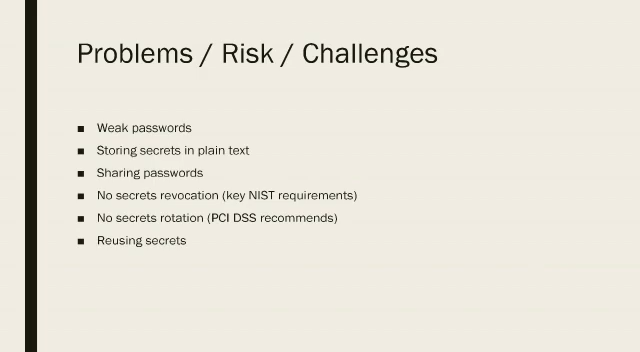 Problems / Risk / Challenges
■ Weak passwords
■ Storing secrets in plain text
■ Sharing passwords
■ No secrets revocation (key NIST requirements)
■ No secrets rotation (PCI DSS recommends)
■ Reusing secrets